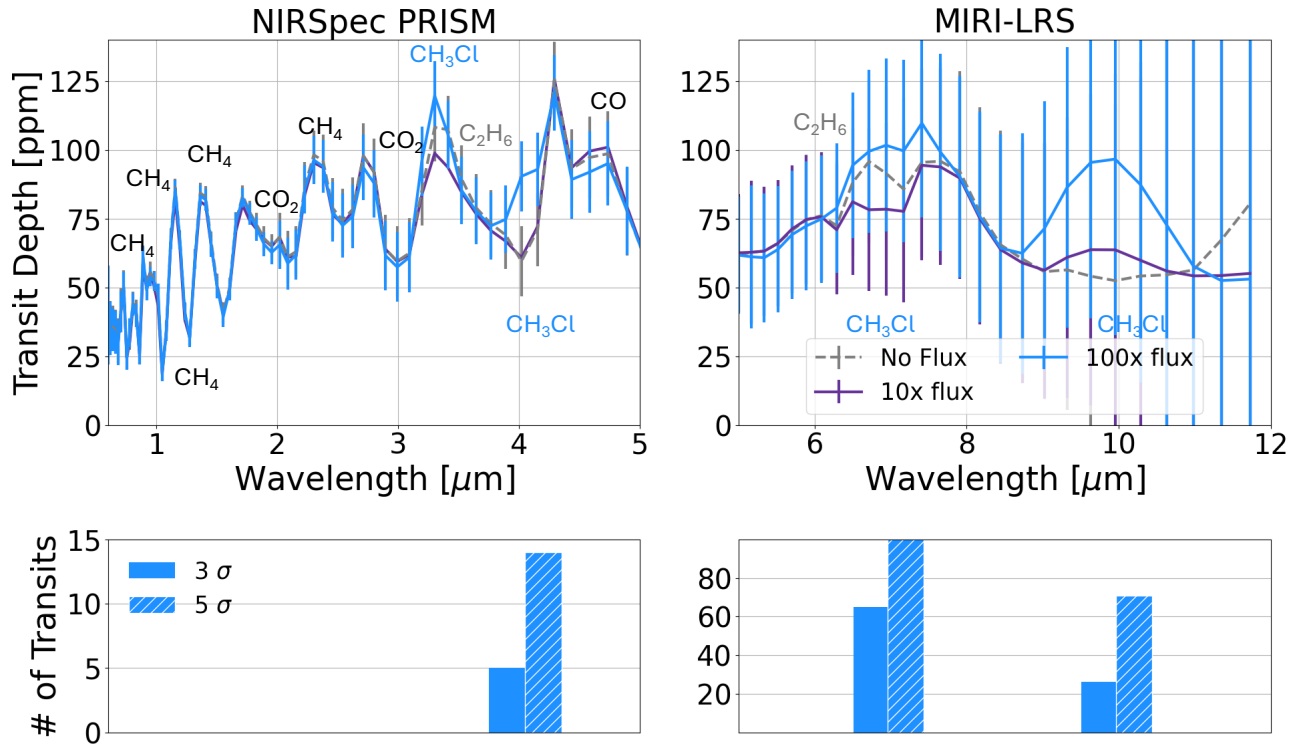 NIRSpec PRISM
MIRI-LRS
Transit Depth [ppm]
125
100
75
50
25
0
CH₄
CH₄
CH₄
CH₄
CO₂
CH₄
CO₂
CH₃Cl
C₂H₆
CO
CH₃Cl
1
2
3
4
5
Wavelength [μm]
125
100
75
50
25
0
C₂H₆
CH₃Cl
CH₃Cl
No Flux
10x flux
100x flux
6
8
10
12
Wavelength [μm]
# of Transits
15
10
5
0
3 σ
5 σ
80
60
40
20